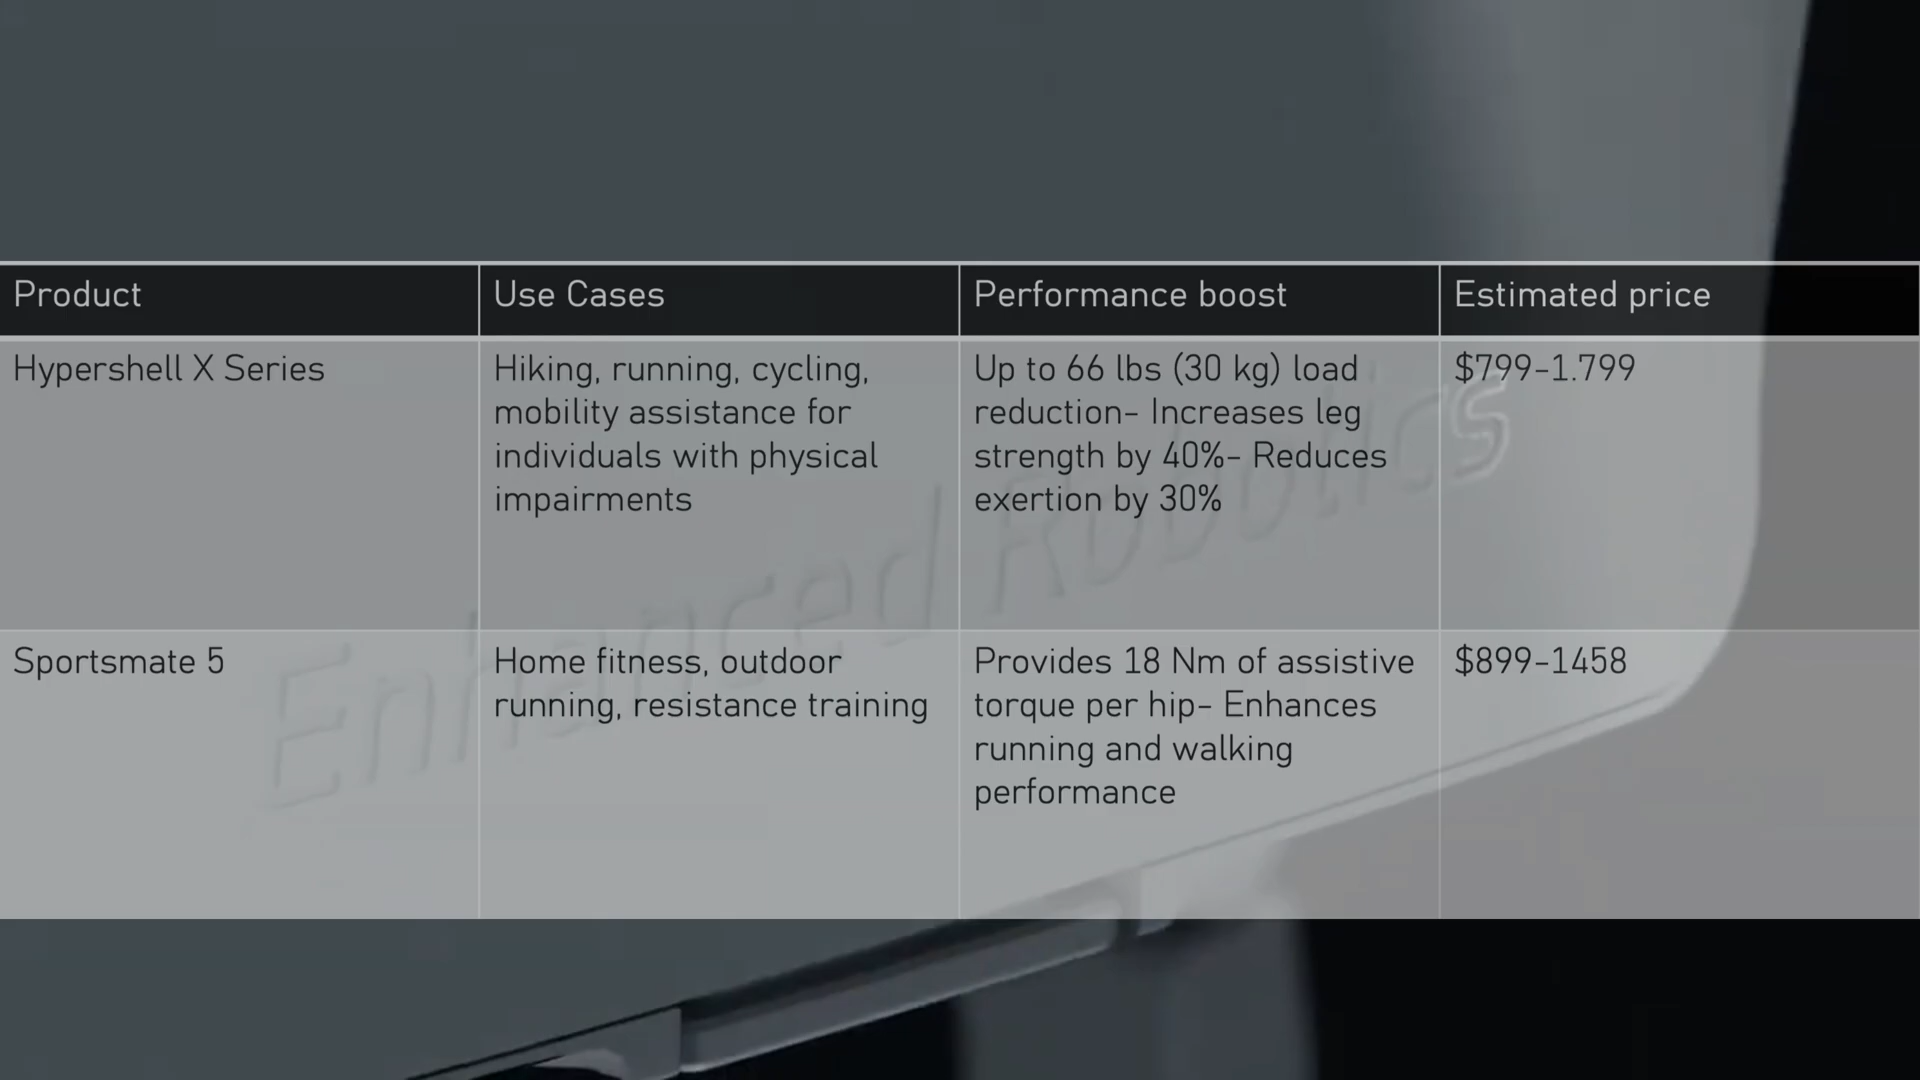 Product
Use Cases
Performance boost
Estimated price
Hypershell X Series
Hiking, running, cycling,
mobility assistance for
individuals with physical
impairments
Up to 66 lbs (30 kg) load
reduction- Increases leg
strength by 40%- Reduces
exertion by 30%
$799-1.799
Sportsmate 5
Home fitness, outdoor
running, resistance training
Provides 18 Nm of assistive
torque per hip- Enhances
running and walking
performance
$899-1458
Enhanced Robotics